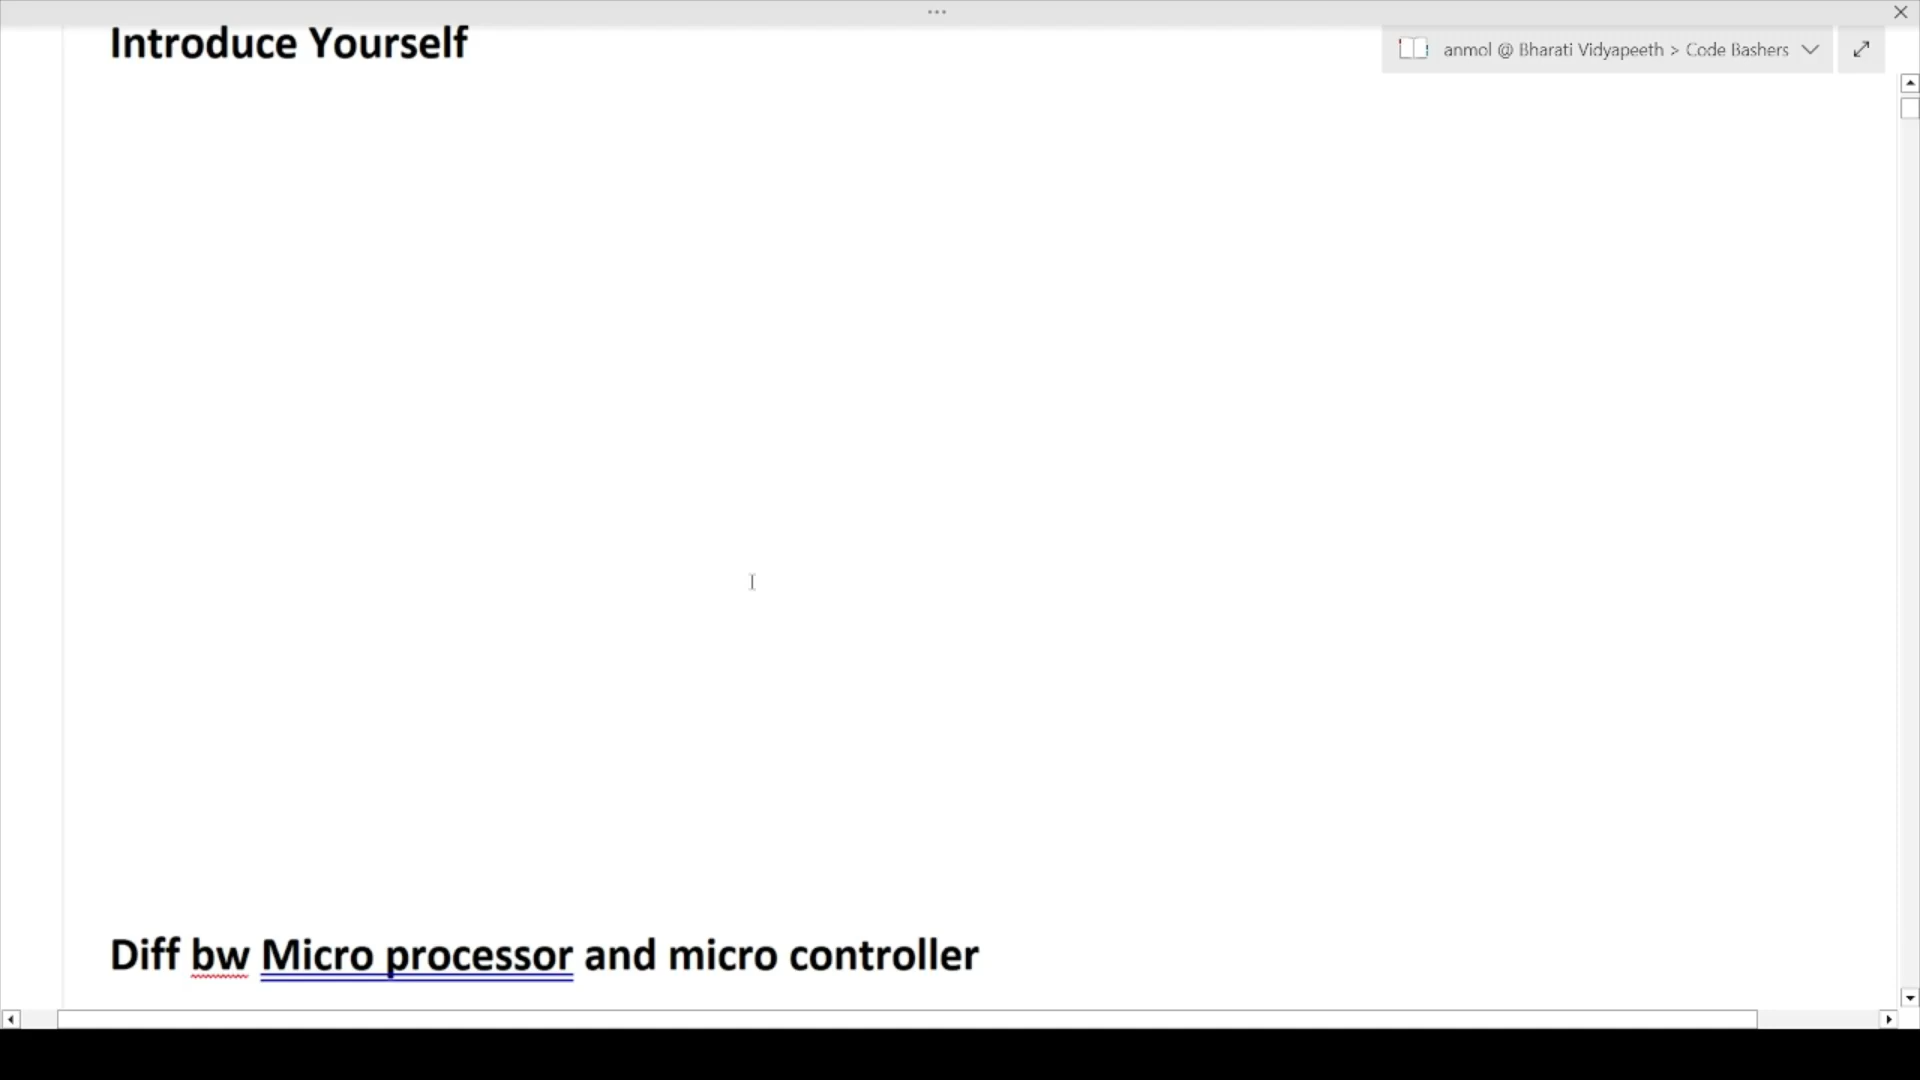 Introduce Yourself
anmol @ Bharati Vidyapeeth > Code Bashers
Diff bw Micro processor and micro controller